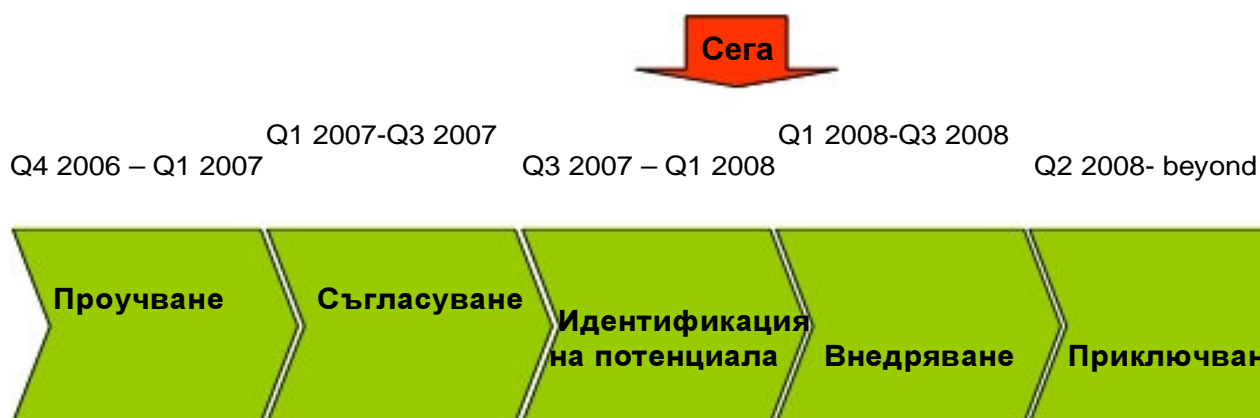 Сега
Q1 2007-Q3 2007
Q1 2008-Q3 2008
Q4 2006 – Q1 2007
Q3 2007 – Q1 2008
Q2 2008- beyond
Проучване
Съгласуване
Идентификация
на потенциала
Внедряване